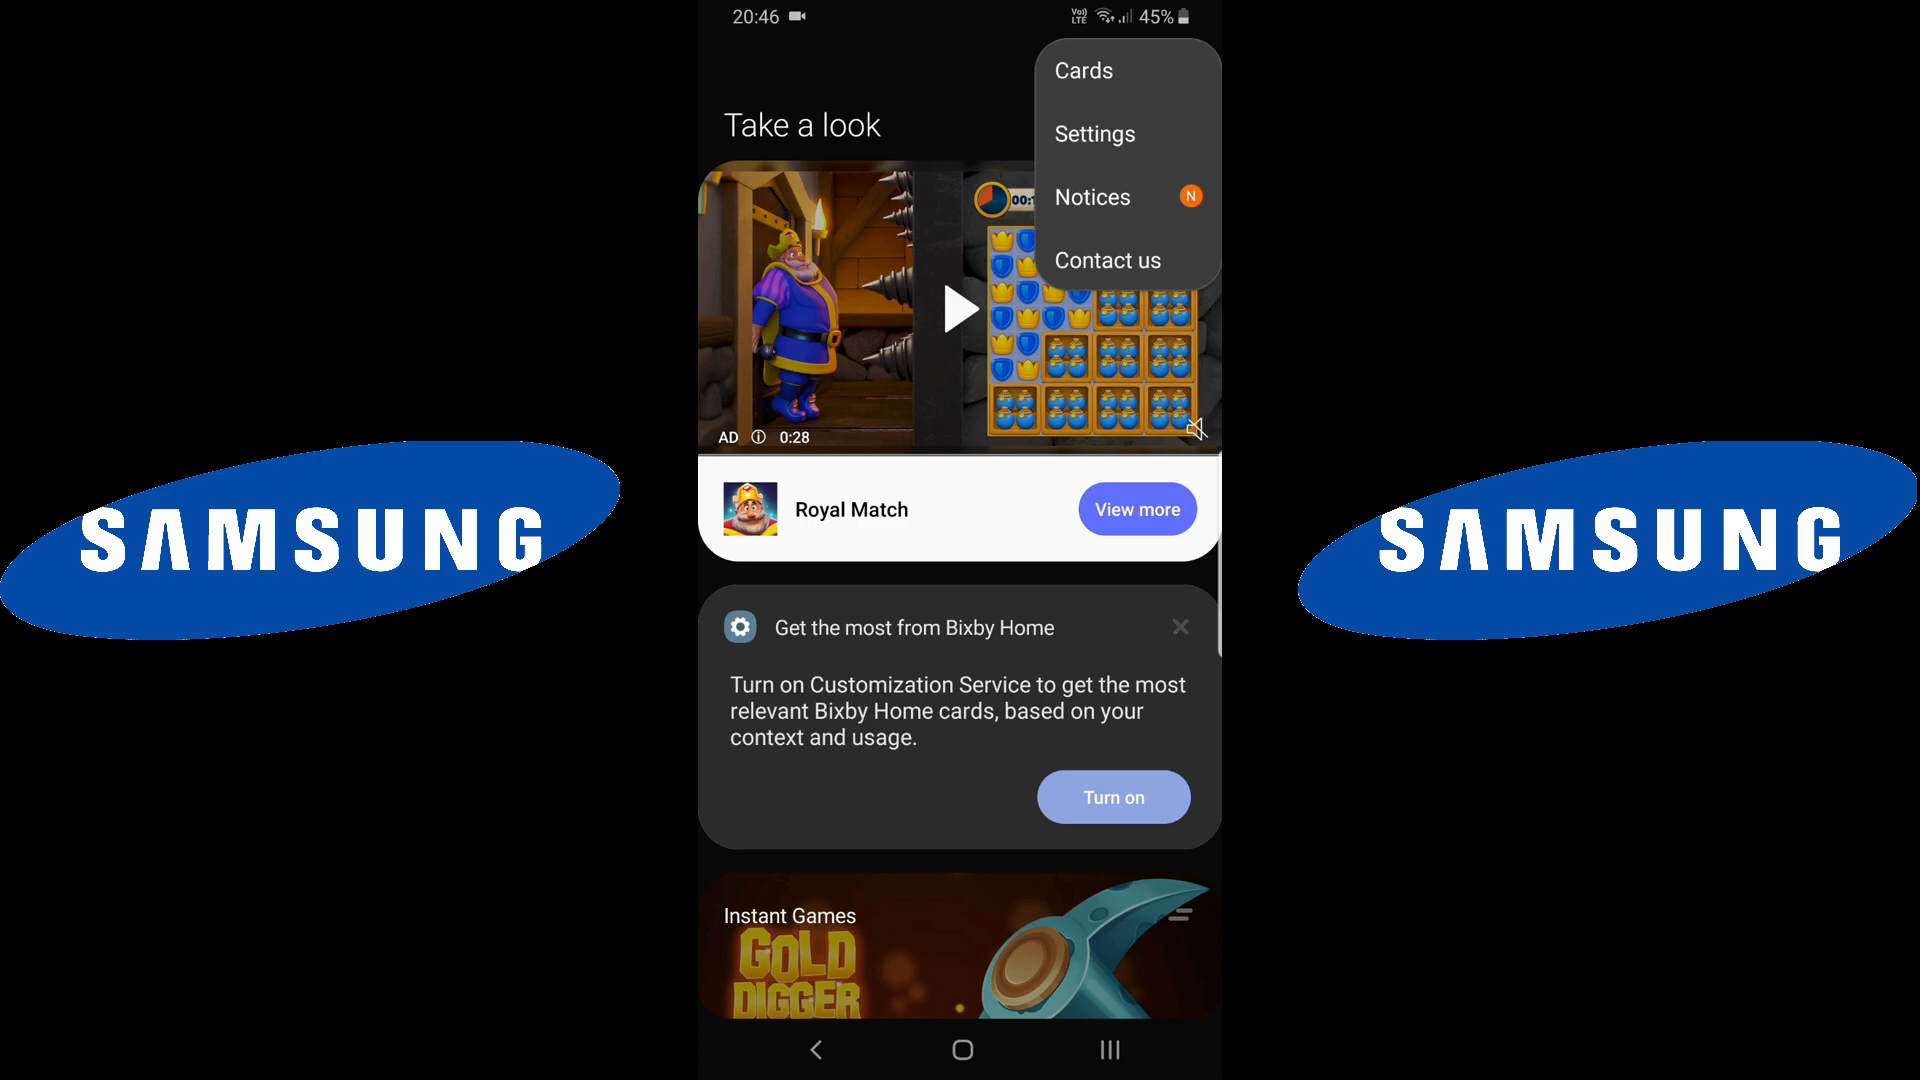 20:46
Vo))
LTE
45%
Cards
Settings
Notices
N
Contact us
Take a look
AD
0:28
Royal Match
View more
SAMSUNG
SAMSUNG
Get the most from Bixby Home
Turn on Customization Service to get the most
relevant Bixby Home cards, based on your
context and usage.
Turn on
Instant Games
GOLD
DIGGER